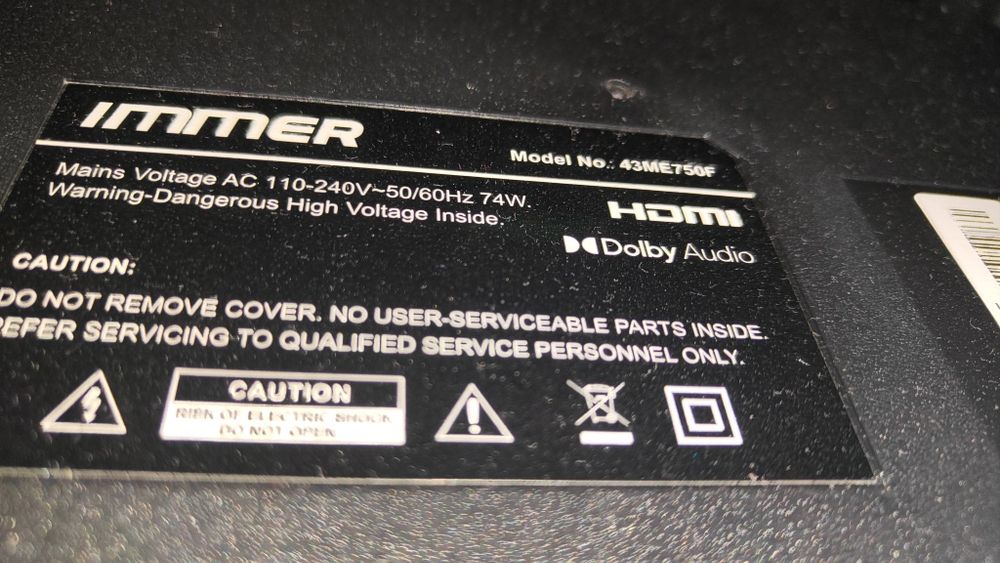 IMMER
Model No.: 43ME750F
Mains Voltage AC 110-240V~50/60Hz 74W.
Warning-Dangerous High Voltage Inside.
HDMI
Dolby Audio
CAUTION:
DO NOT REMOVE COVER. NO USER-SERVICEABLE PARTS INSIDE.
REFER SERVICING TO QUALIFIED SERVICE PERSONNEL ONLY.
CAUTION
RISK OF ELECTRIC SHOCK
DO NOT OPEN